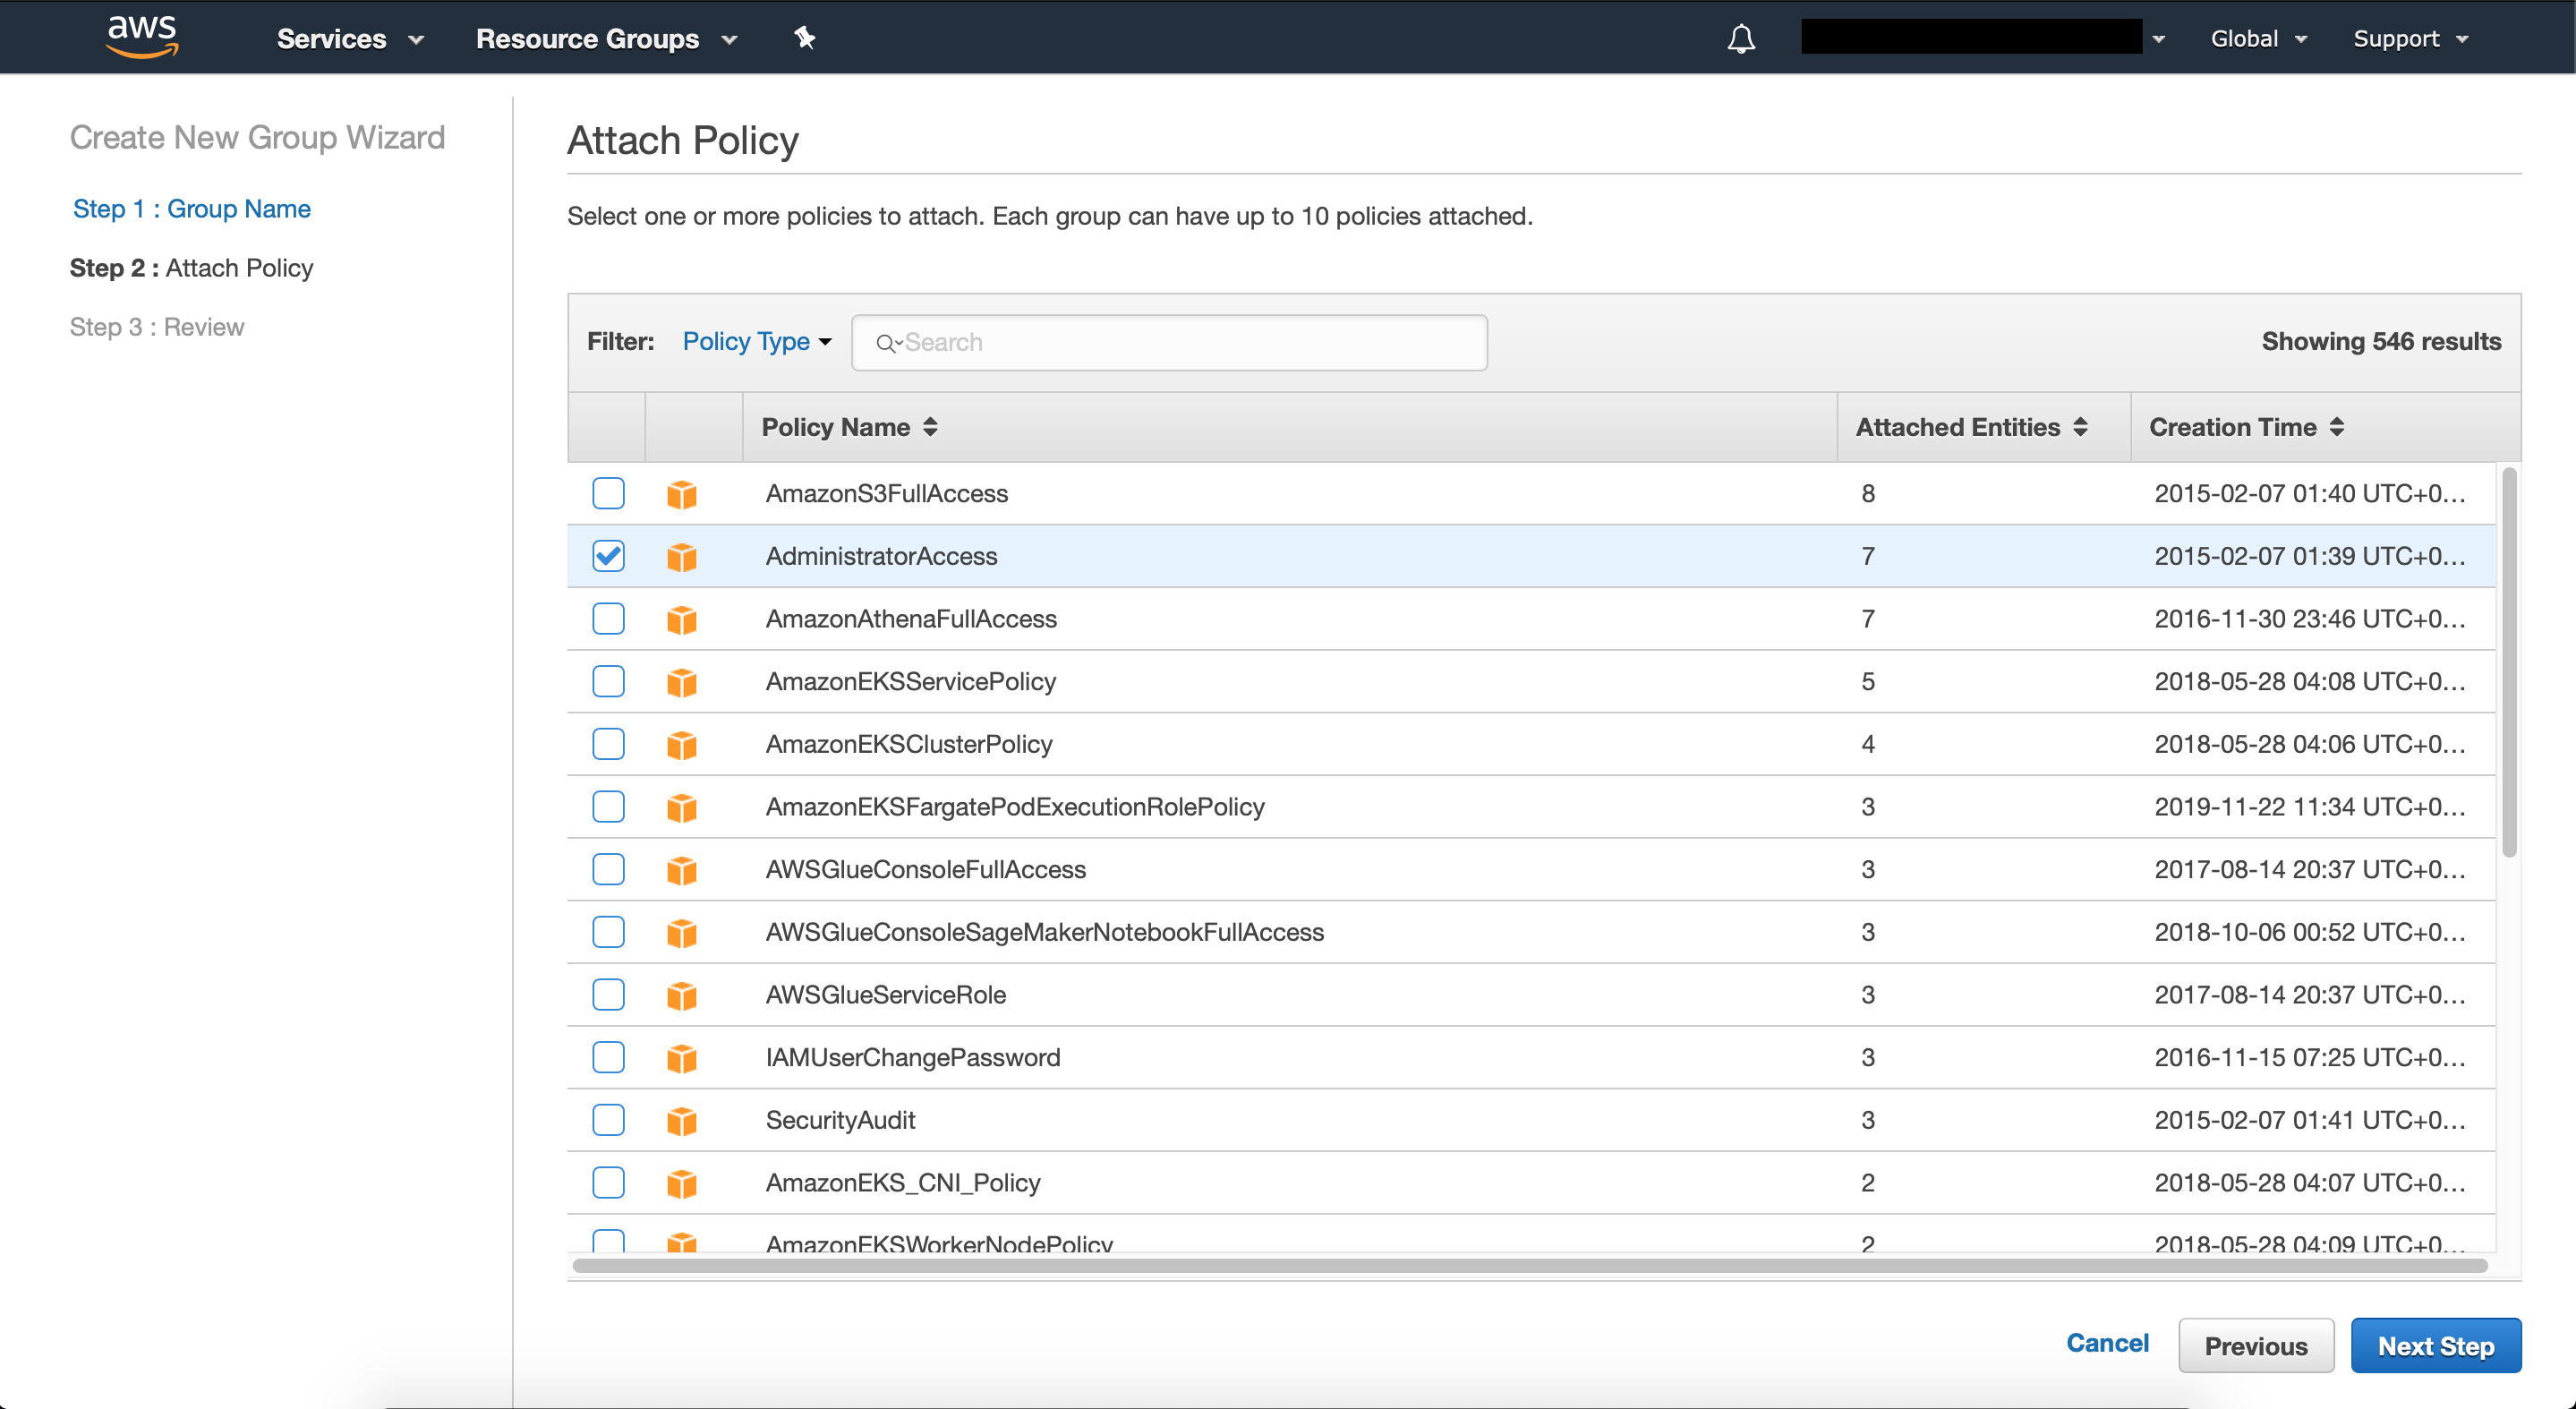 aws Services Resource Groups Global Support
Create New Group Wizard
Step 1 : Group Name
Step 2 : Attach Policy
Step 3 : Review
Attach Policy
Select one or more policies to attach. Each group can have up to 10 policies attached.
Filter: Policy Type Search Showing 546 results
Policy Name Attached Entities Creation Time
AmazonS3FullAccess 8 2015-02-07 01:40 UTC+0...
AdministratorAccess 7 2015-02-07 01:39 UTC+0...
AmazonAthenaFullAccess 7 2016-11-30 23:46 UTC+0...
AmazonEKSServicePolicy 5 2018-05-28 04:08 UTC+0...
AmazonEKSClusterPolicy 4 2018-05-28 04:06 UTC+0...
AmazonEKSFargatePodExecutionRolePolicy 3 2019-11-22 11:34 UTC+0...
AWSGlueConsoleFullAccess 3 2017-08-14 20:37 UTC+0...
AWSGlueConsoleSageMakerNotebookFullAccess 3 2018-10-06 00:52 UTC+0...
AWSGlueServiceRole 3 2017-08-14 20:37 UTC+0...
IAMUserChangePassword 3 2016-11-15 07:25 UTC+0...
SecurityAudit 3 2015-02-07 01:41 UTC+0...
AmazonEKS_CNI_Policy 2 2018-05-28 04:07 UTC+0...
AmazonEKSWorkerNodePolicy 2 2018-05-28 04:09 UTC+0...
Cancel Previous Next Step